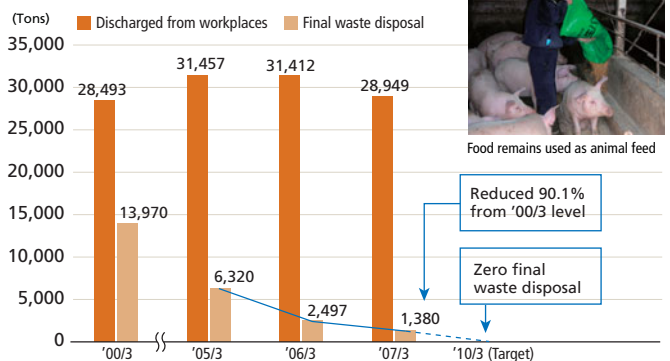 (Tons)
Discharged from workplaces
Final waste disposal
35,000
30,000
25,000
20,000
15,000
10,000
5,000
0
28,493
13,970
31,457
6,320
31,412
2,497
28,949
1,380
'00/3
'05/3
'06/3
'07/3
'10/3 (Target)
Food remains used as animal feed
Reduced 90.1%
from '00/3 level
Zero final
waste disposal